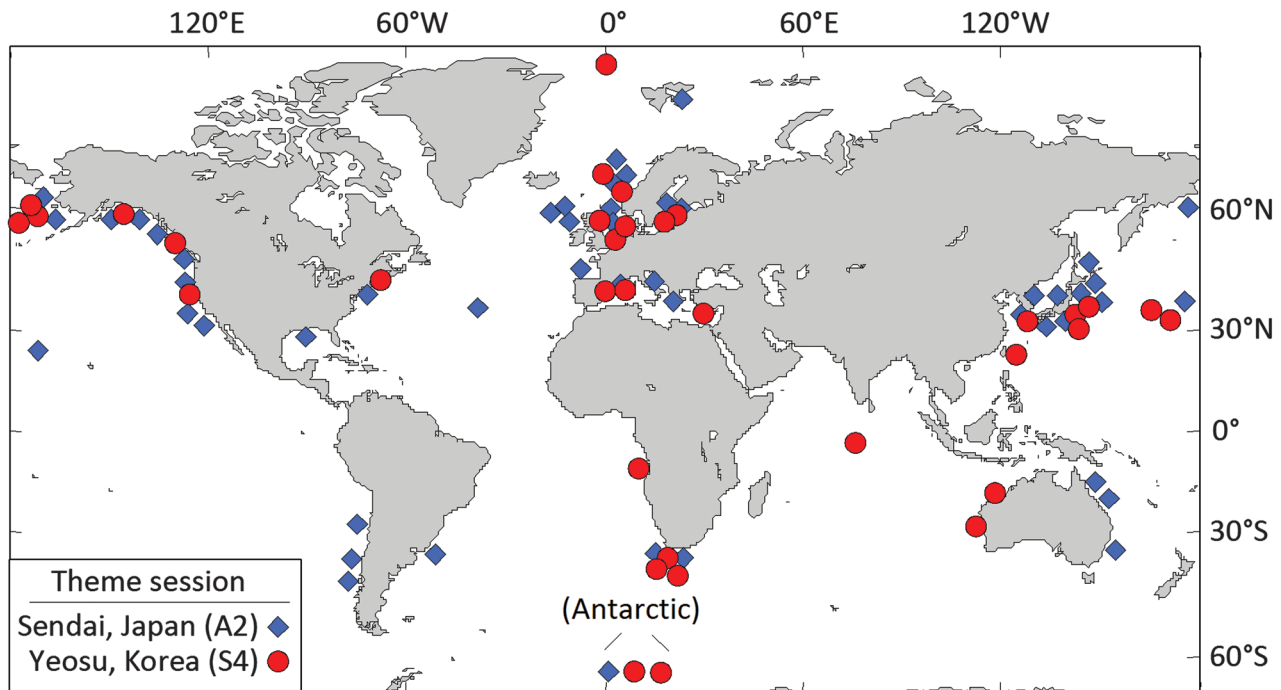 120°E 60°W 0° 60°E 120°W
60°N
30°N
0°
30°S
(Antarctic)
60°S
Theme session
Sendai, Japan (A2)
Yeosu, Korea (S4)